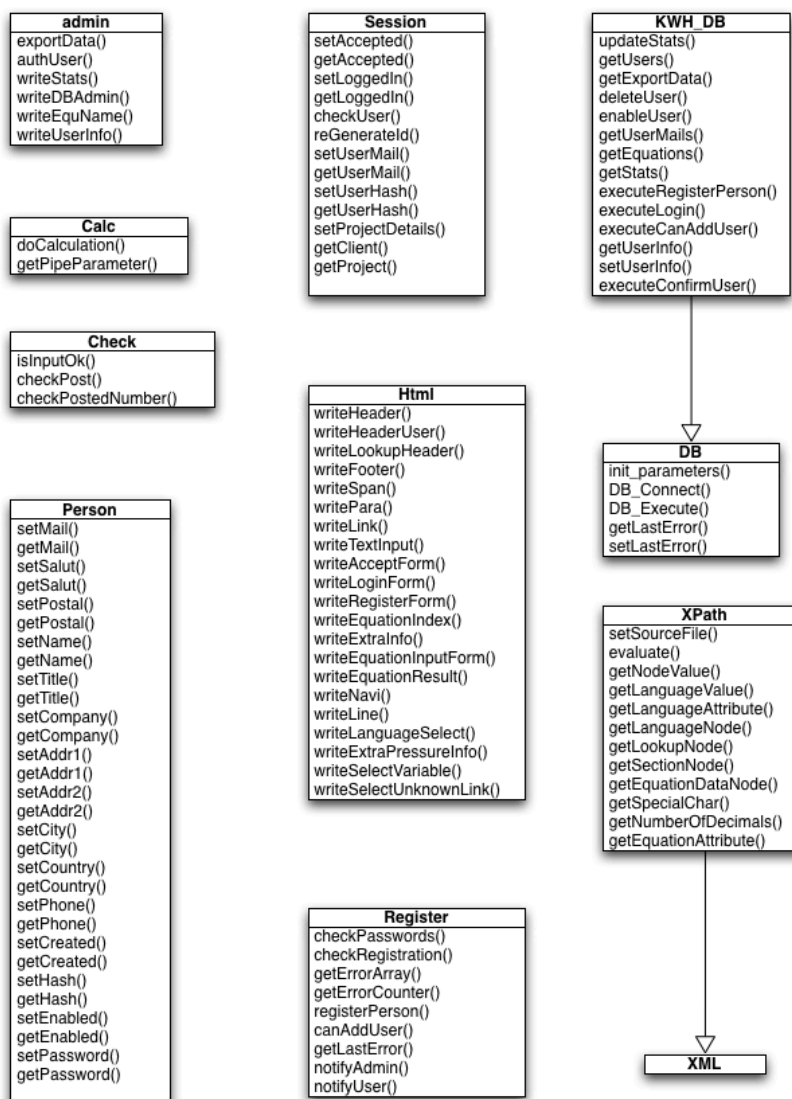 admin
exportData()
authUser()
writeStats()
writeDBAdmin()
writeEquName()
writeUserInfo()
Calc
doCalculation()
getPipeParameter()
Check
isInputOk()
checkPost()
checkPostedNumber()
Person
setMail()
getMail()
setSalut()
getSalut()
setPostal()
getPostal()
setName()
getName()
setTitle()
getTitle()
setCompany()
getCompany()
setAddr1()
getAddr1()
setAddr2()
getAddr2()
setCity()
getCity()
setCountry()
getCountry()
setPhone()
getPhone()
setCreated()
getCreated()
setHash()
getHash()
setEnabled()
getEnabled()
setPassword()
getPassword()
Session
setAccepted()
getAccepted()
setLoggedIn()
getLoggedIn()
checkUser()
reGenerateId()
setUserMail()
getUserMail()
setUserHash()
getUserHash()
setProjectDetails()
getClient()
getProject()
Html
writeHeader()
writeHeaderUser()
writeLookupHeader()
writeFooter()
writeSpan()
writePara()
writeLink()
writeTextInput()
writeAcceptForm()
writeLoginForm()
writeRegisterForm()
writeEquationIndex()
writeExtraInfo()
writeEquationInputForm()
writeEquationResult()
writeNavi()
writeLine()
writeLanguageSelect()
writeExtraPressureInfo()
writeSelectVariable()
writeSelectUnknownLink()
Register
checkPasswords()
checkRegistration()
getErrorArray()
getErrorCounter()
registerPerson()
canAddUser()
getLastError()
notifyAdmin()
notifyUser()
KWH_DB
updateStats()
getUsers()
getExportData()
deleteUser()
enableUser()
getUserMails()
getEquations()
getStats()
executeRegisterPerson()
executeLogin()
executeCanAddUser()
getUserInfo()
setUserInfo()
executeConfirmUser()
DB
init_parameters()
DB_Connect()
DB_Execute()
getLastError()
setLastError()
XPath
setSourceFile()
evaluate()
getNodeValue()
getLanguageValue()
getLanguageAttribute()
getLanguageNode()
getLookupNode()
getSectionNode()
getEquationDataNode()
getSpecialChar()
getNumberOfDecimals()
getEquationAttribute()
XML